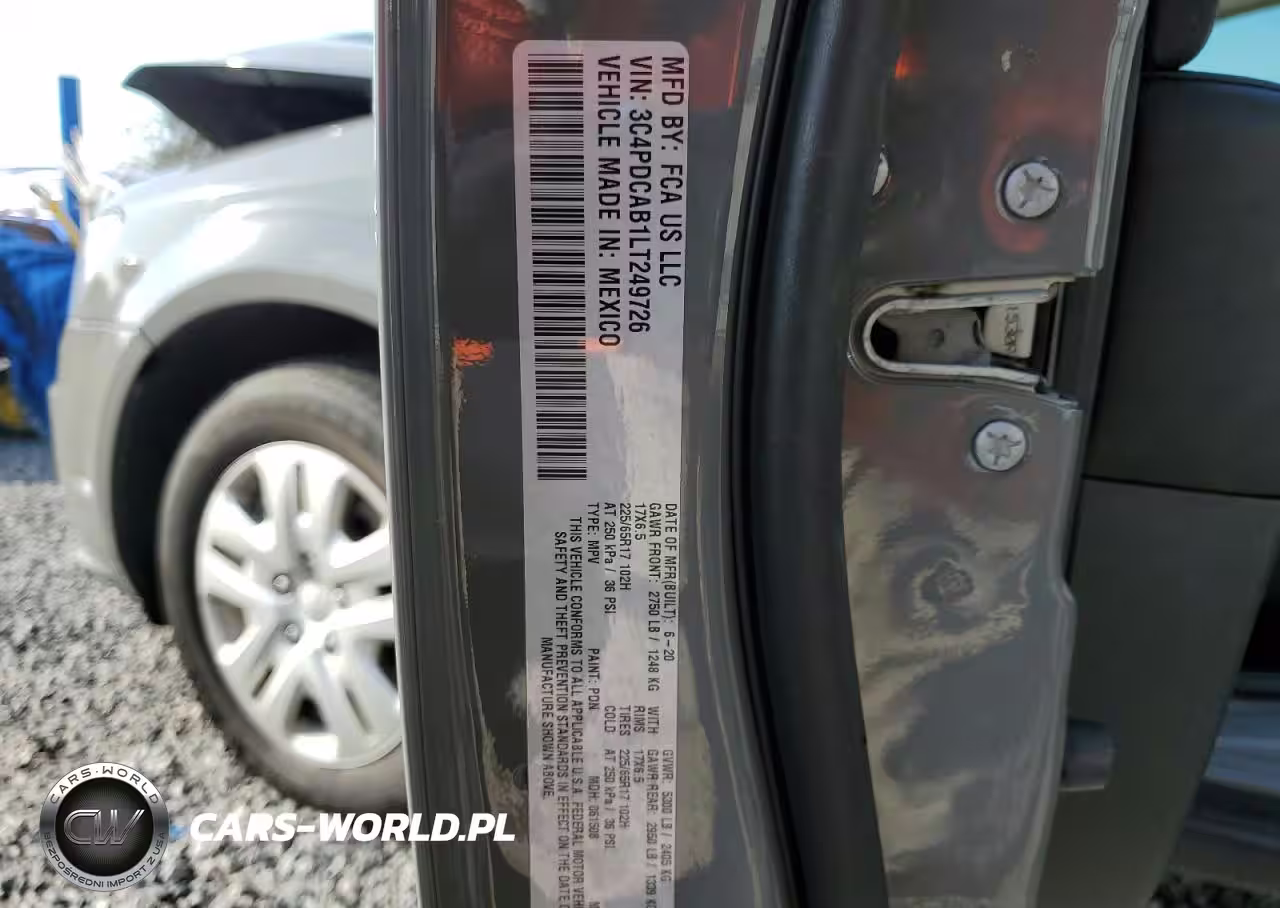 MFD BY: FCA US LLC
VIN: 3C4PDCAB1LT249726
VEHICLE MADE IN: MEXICO
DATE OF MFR(BUILT): 6-20 GVWR: 5300 LB / 2405 KG
GAWR FRONT: 2750 LB / 1248 KG WITH GAWR REAR: 2950 LB / 1339 KG
17X6.5 RIMS 17X6.5
225/65R17 102H TIRES 225/65R17 102H
AT 250 kPa / 36 PSI COLD: AT 250 kPa / 36 PSI
TYPE: MPV PAINT: PDN MDH: 061508
THIS VEHICLE CONFORMS TO ALL APPLICABLE U.S.A. FEDERAL MOTOR
SAFETY AND THEFT PREVENTION STANDARDS IN EFFECT ON THE DATE
MANUFACTURE SHOWN ABOVE.
CARS-WORLD
CW
BEZPOŚREDNI IMPORT Z USA
CARS-WORLD.PL